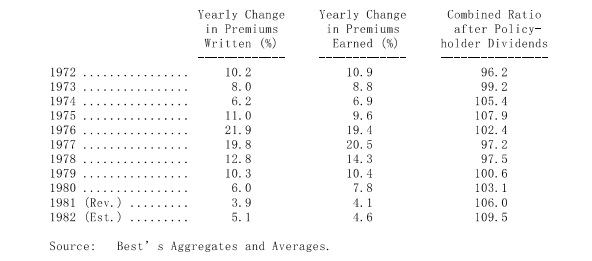 Yearly Change Yearly Change Combined Ratio
in Premiums in Premiums after Policy-
Written (%) Earned (%) holder Dividends
1972 ................ 10.2 10.9 96.2
1973 ................ 8.0 8.8 99.2
1974 ................ 6.2 6.9 105.4
1975 ................ 11.0 9.6 107.9
1976 ................ 21.9 19.4 102.4
1977 ................ 19.8 20.5 97.2
1978 ................ 12.8 14.3 97.5
1979 ................ 10.3 10.4 100.6
1980 ................ 6.0 7.8 103.1
1981 (Rev.) ......... 3.9 4.1 106.0
1982 (Est.) ......... 5.1 4.6 109.5
Source: Best's Aggregates and Averages.